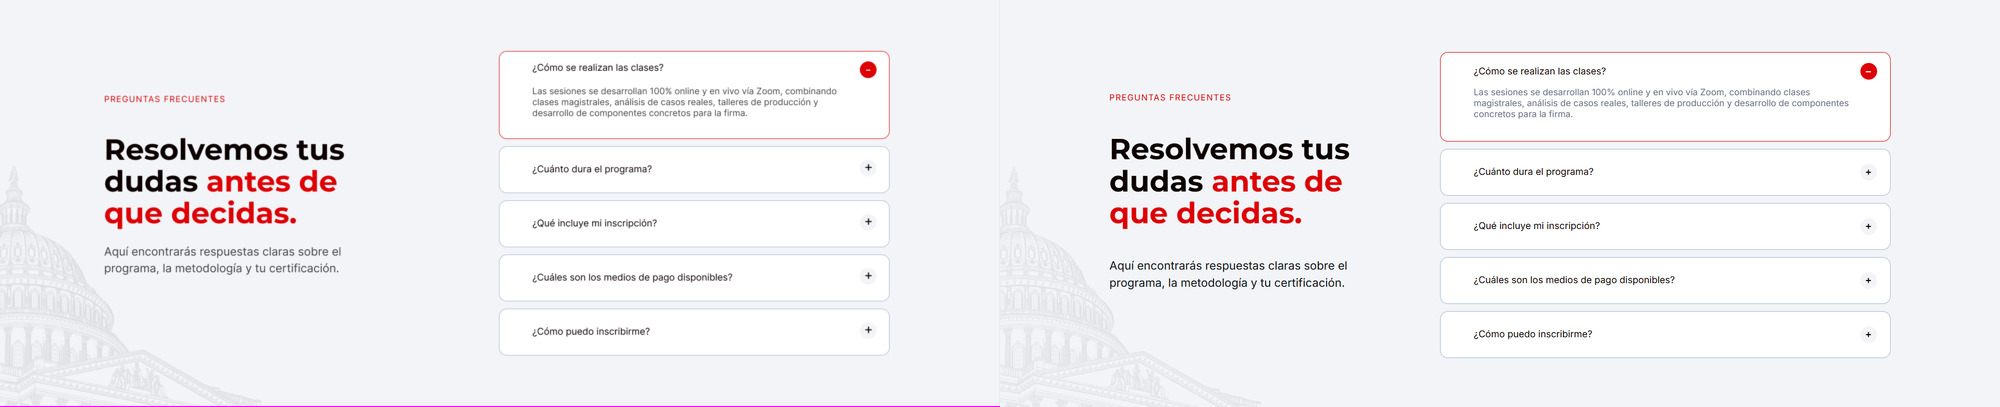 PREGUNTAS FRECUENTES
Resolvemos tus
dudas antes de
que decidas.
Aquí encontrarás respuestas claras sobre el
programa, la metodología y tu certificación.
¿Cómo se realizan las clases?
Las sesiones se desarrollan 100% online y en vivo vía Zoom, combinando
clases magistrales, análisis de casos reales, talleres de producción y
desarrollo de componentes concretos para la firma.
¿Cuánto dura el programa?
¿Qué incluye mi inscripción?
¿Cuáles son los medios de pago disponibles?
¿Cómo puedo inscribirme?
PREGUNTAS FRECUENTES
Resolvemos tus
dudas antes de
que decidas.
Aquí encontrarás respuestas claras sobre el
programa, la metodología y tu certificación.
¿Cómo se realizan las clases?
Las sesiones se desarrollan 100% online y en vivo vía Zoom, combinando clases
magistrales, análisis de casos reales, talleres de producción y desarrollo de componentes
concretos para la firma.
¿Cuánto dura el programa?
¿Qué incluye mi inscripción?
¿Cuáles son los medios de pago disponibles?
¿Cómo puedo inscribirme?